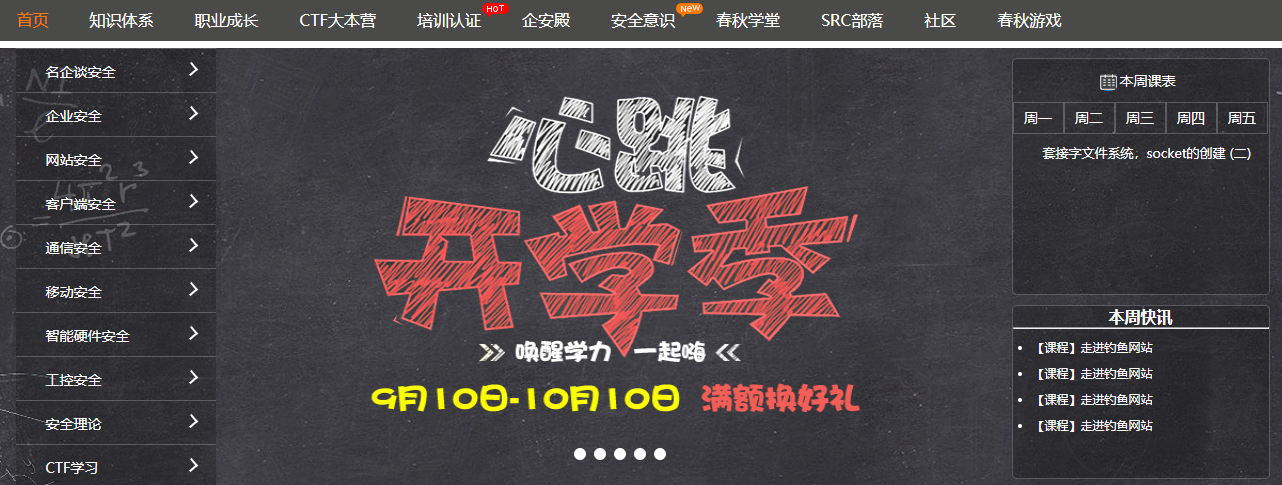 首页 知识体系 职业成长 CTF大本营 培训认证 HOT 企安殿 安全意识 New 春秋学堂 SRC部落 社区 春秋游戏
名企谈安全
企业安全
网站安全
客户端安全
通信安全
移动安全
智能硬件安全
工控安全
安全理论
CTF学习
心跳
开学季
唤醒学力 一起嗨
9月10日-10月10日 满额换好礼
本周课表
周一 周二 周三 周四 周五
套接字文件系统，socket的创建 (二)
本周快讯
【课程】走进钓鱼网站
【课程】走进钓鱼网站
【课程】走进钓鱼网站
【课程】走进钓鱼网站